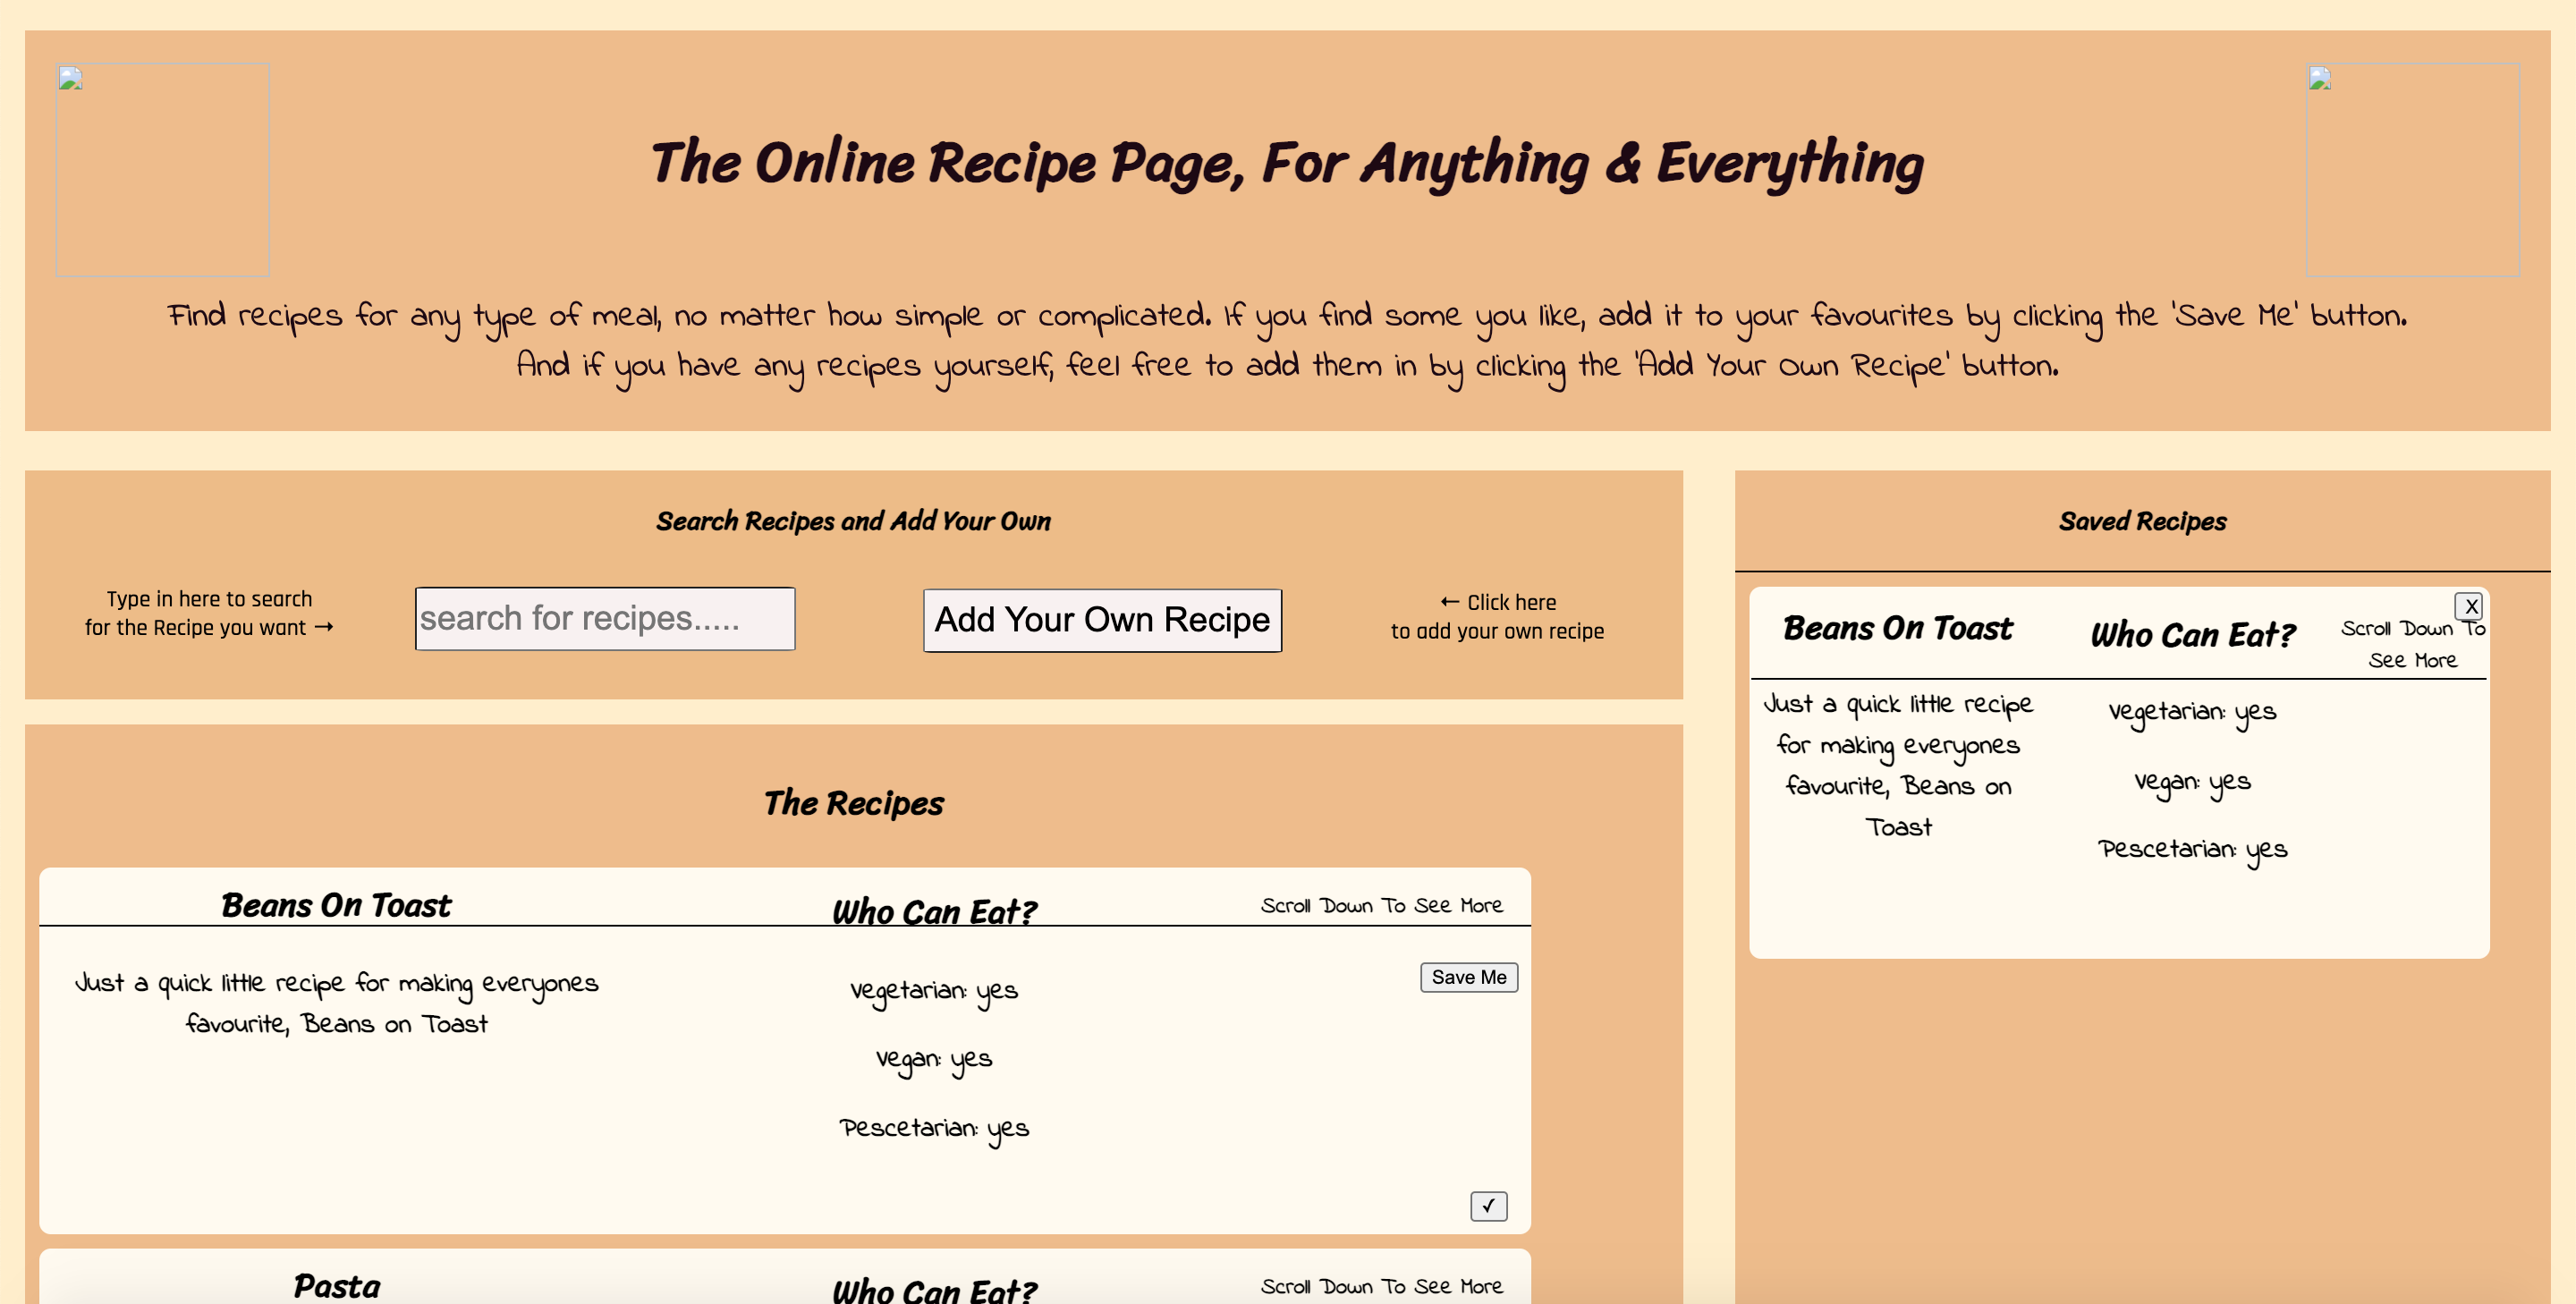 The Online Recipe Page, For Anything & Everything
Find recipes for any type of meal, no matter how simple or complicated. If you find some you like, add it to your favourites by clicking the 'Save Me' button.
And if you have any recipes yourself, feel free to add them in by clicking the 'Add Your Own Recipe' button.
Search Recipes and Add Your Own
Type in here to search
for the Recipe you want →
search for recipes.....
Add Your Own Recipe
← Click here
to add your own recipe
The Recipes
Beans On Toast
Who Can Eat?
Scroll Down To See More
Just a quick little recipe for making everyones
favourite, Beans on Toast
Vegetarian: yes
Vegan: yes
Pescetarian: yes
Save Me
✓
Pasta
Who Can Eat?
Scroll Down To See More
Saved Recipes
Beans On Toast
Who Can Eat?
X
Scroll Down To
See More
Just a quick little recipe
for making everyones
favourite, Beans on
Toast
Vegetarian: yes
Vegan: yes
Pescetarian: yes